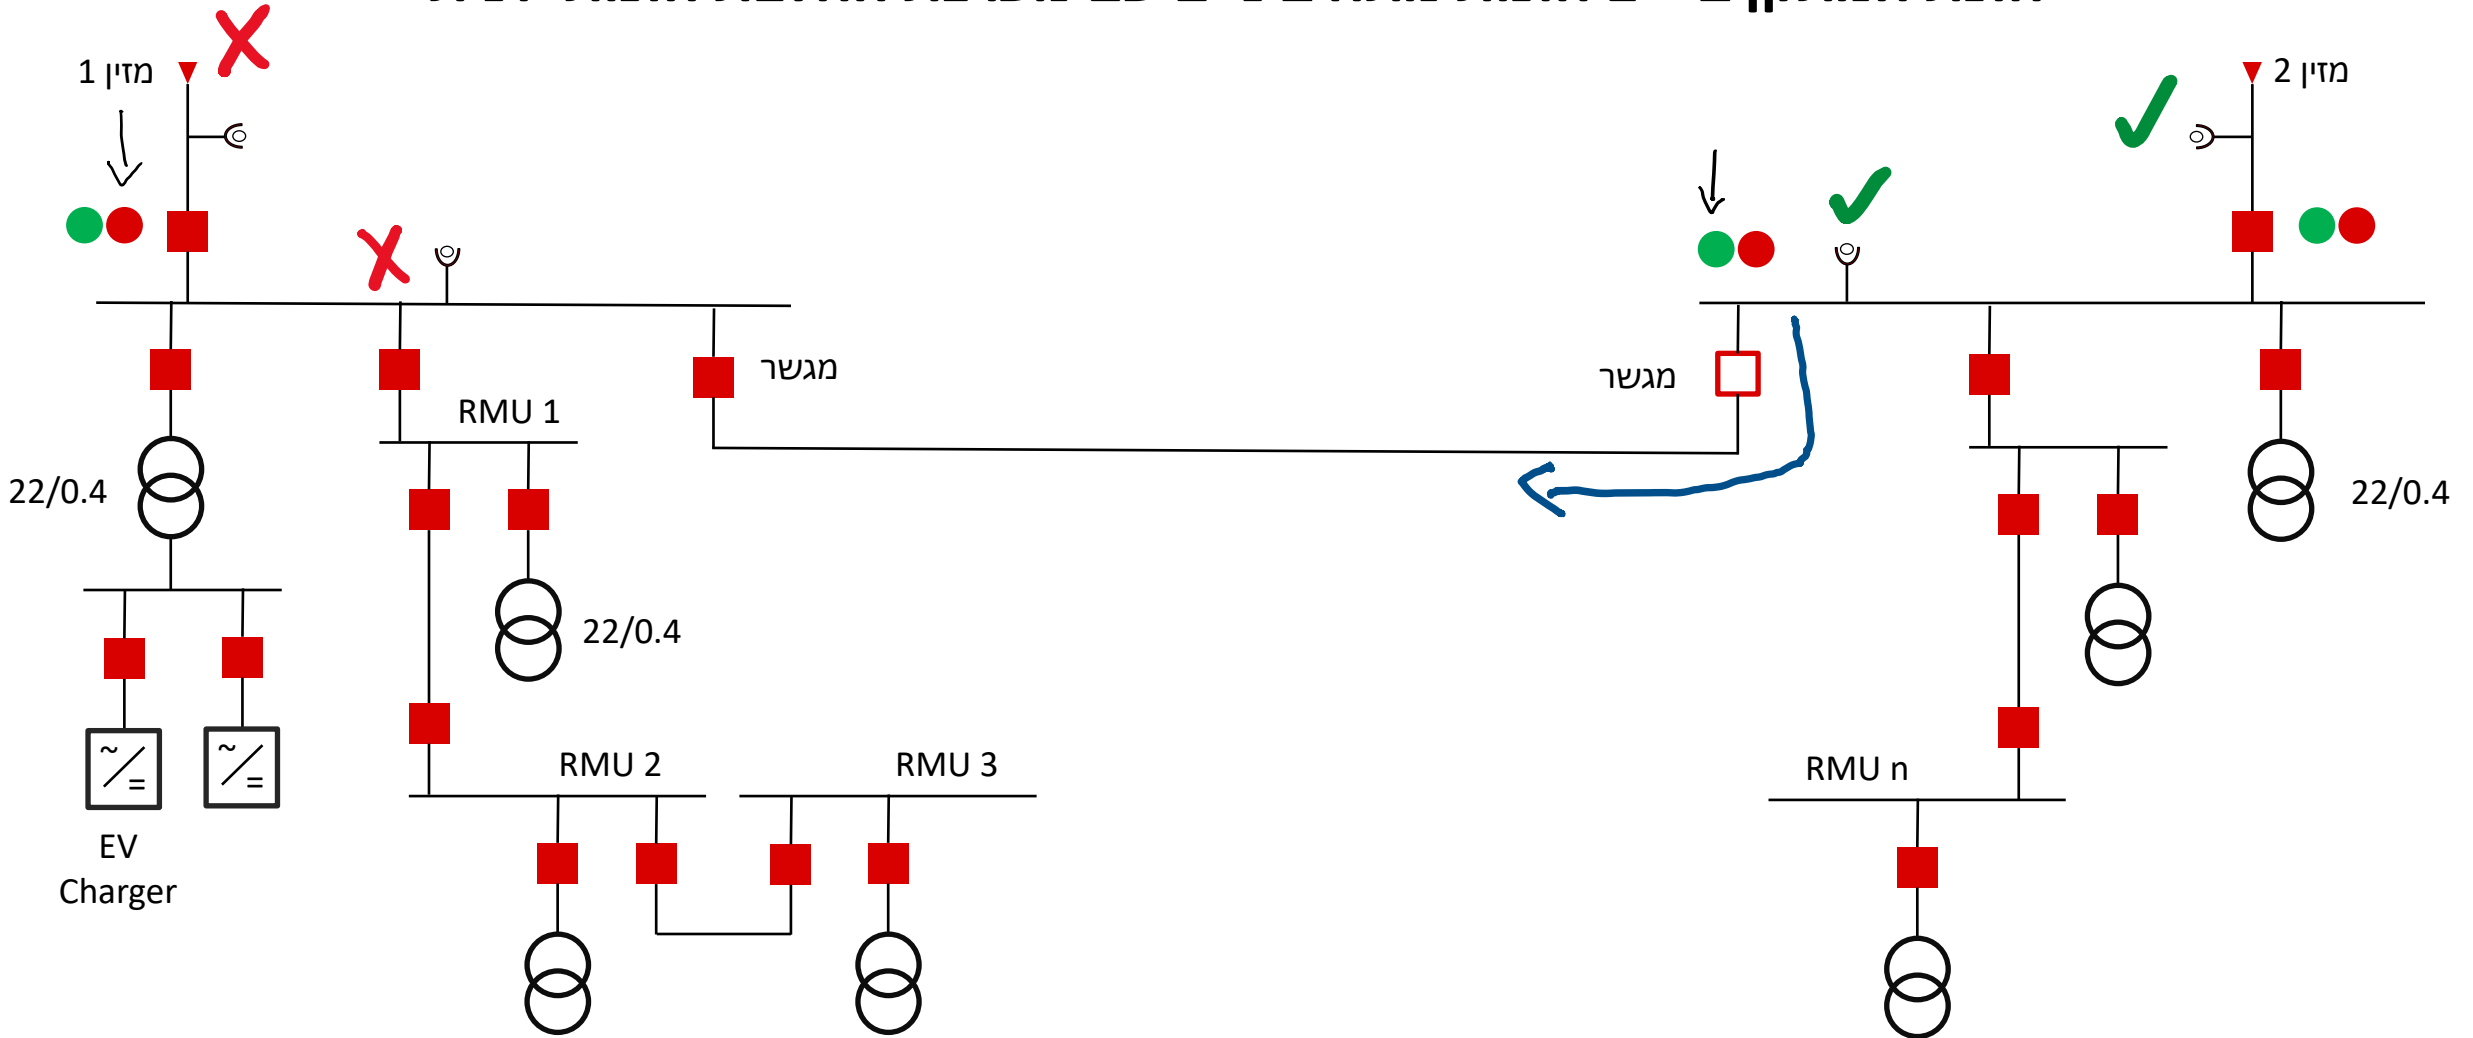 מזין 1
מזין 2
מגשר
מגשר
RMU 1
22/0.4
22/0.4
22/0.4
RMU 2
RMU 3
RMU n
~
=
~
=
EV
Charger